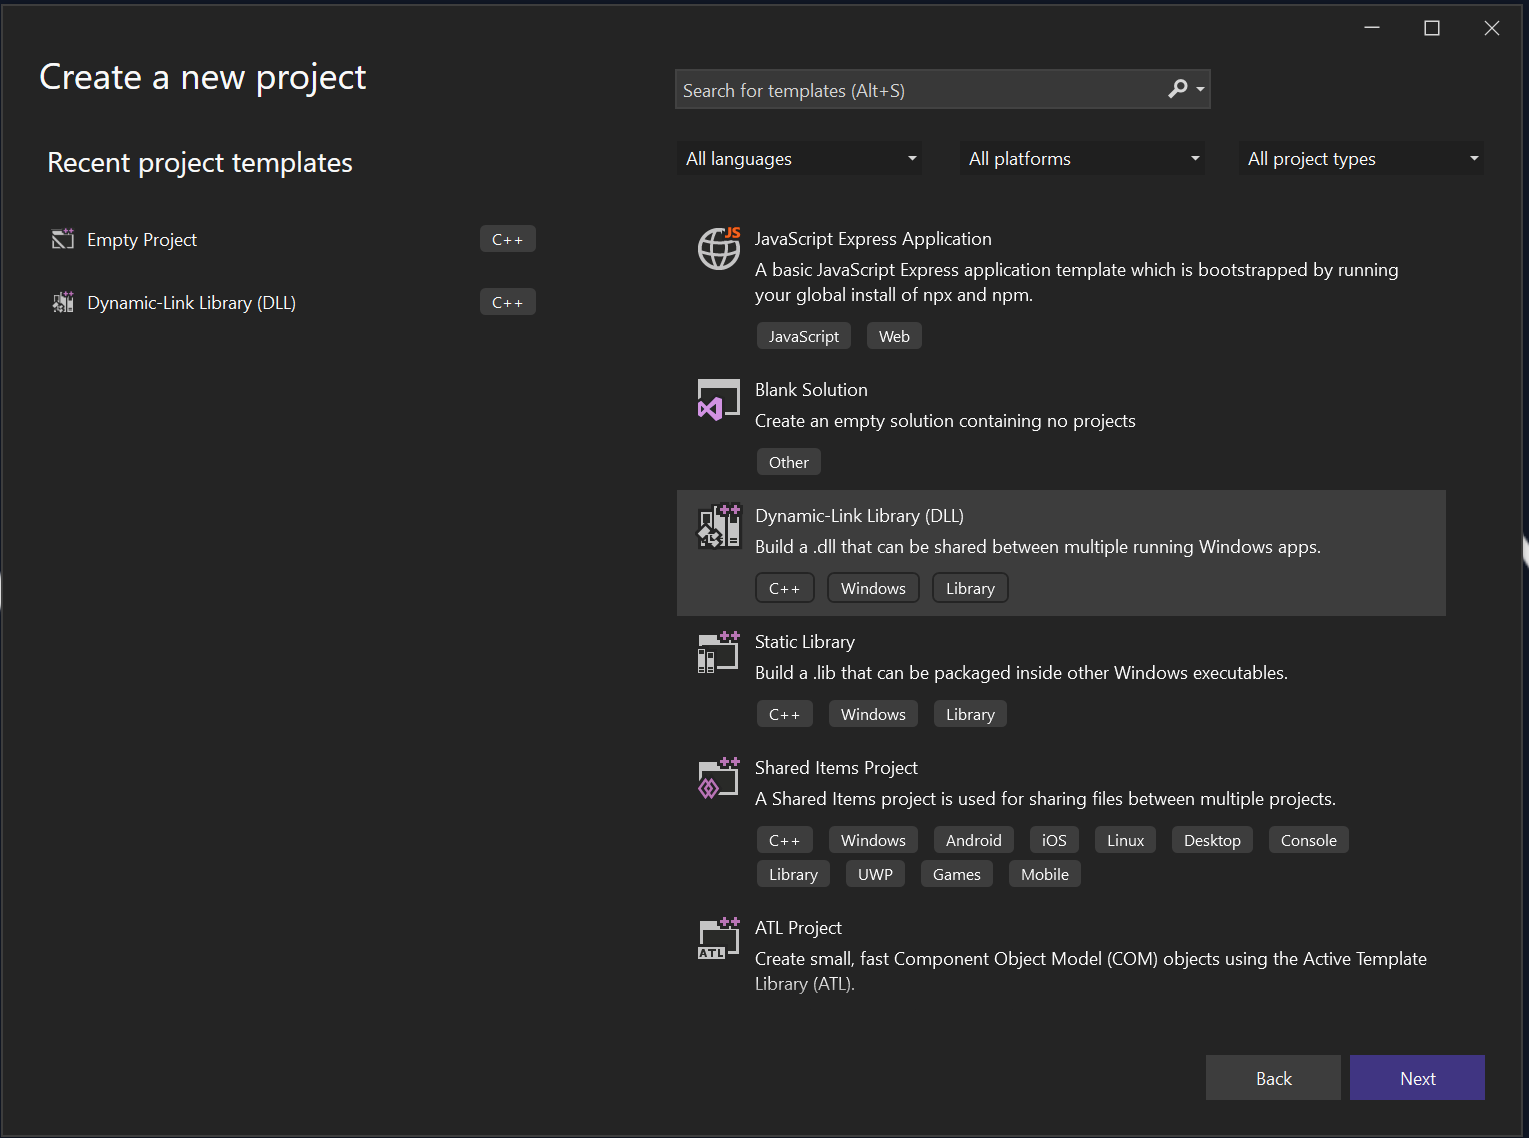 Create a new project
Search for templates (Alt+S)
Recent project templates
All languages
All platforms
All project types
Empty Project
C++
Dynamic-Link Library (DLL)
C++
JS
JavaScript Express Application
A basic JavaScript Express application template which is bootstrapped by running
your global install of npx and npm.
JavaScript Web
Blank Solution
Create an empty solution containing no projects
Other
Dynamic-Link Library (DLL)
Build a .dll that can be shared between multiple running Windows apps.
C++ Windows Library
Static Library
Build a .lib that can be packaged inside other Windows executables.
C++ Windows Library
Shared Items Project
A Shared Items project is used for sharing files between multiple projects.
C++ Windows Android iOS Linux Desktop Console
Library UWP Games Mobile
ATL
ATL Project
Create small, fast Component Object Model (COM) objects using the Active Template
Library (ATL).
Back
Next